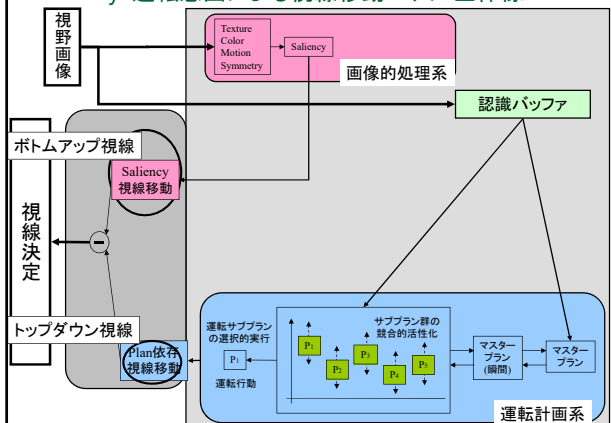 視野画像
Texture
Color
Motion
Symmetry
Saliency
画像的処理系
認識バッファ
ボトムアップ視線
Saliency
視線移動
視線決定
−
トップダウン視線
Plan依存
視線移動
運転サブプラン
の選択的実行
P1
運転行動
サブプラン群の
競合的活性化
P1
P2
P3
P4
P5
マスター
プラン
(瞬間)
マスター
プラン
運転計画系